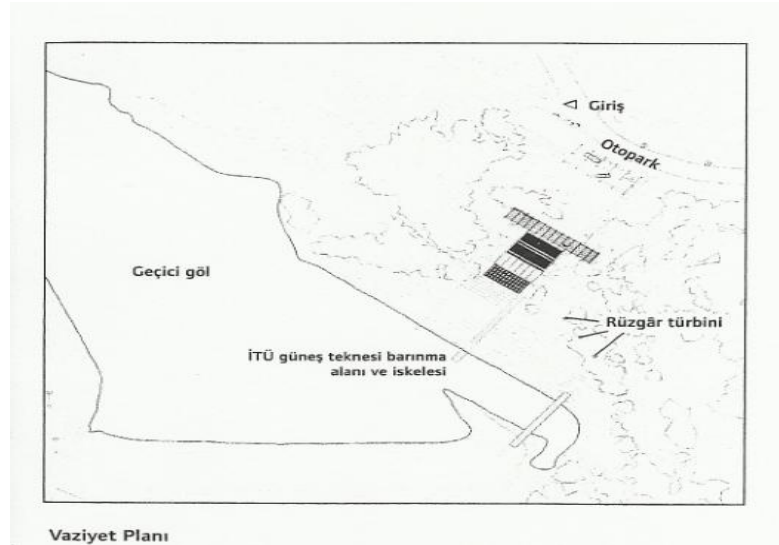 Giriş
Otopark
Geçici göl
Rüzgâr türbini
İTÜ güneş teknesi barınma
alanı ve iskelesi
Vaziyet Planı